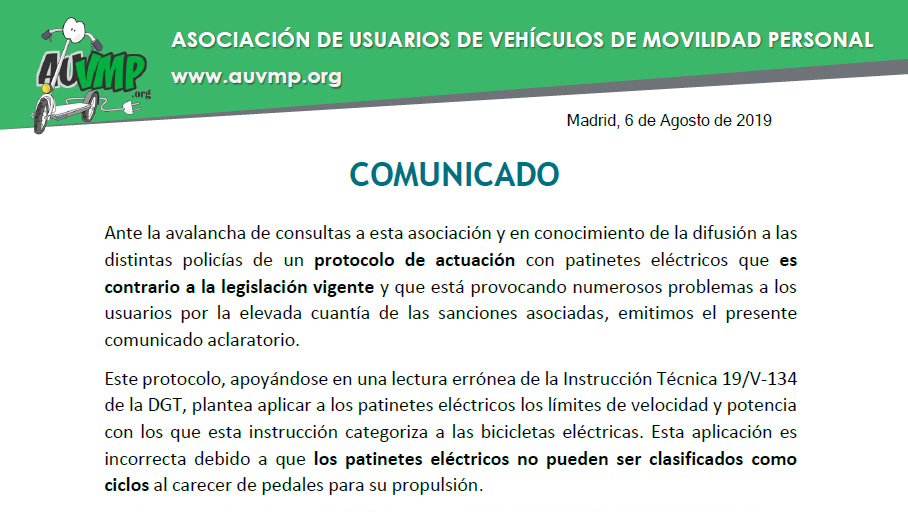 AUVMP
.org
ASOCIACIÓN DE USUARIOS DE VEHÍCULOS DE MOVILIDAD PERSONAL
www.auvmp.org
Madrid, 6 de Agosto de 2019
COMUNICADO
Ante la avalancha de consultas a esta asociación y en conocimiento de la difusión a las
distintas policías de un protocolo de actuación con patinetes eléctricos que es
contrario a la legislación vigente y que está provocando numerosos problemas a los
usuarios por la elevada cuantía de las sanciones asociadas, emitimos el presente
comunicado aclaratorio.
Este protocolo, apoyándose en una lectura errónea de la Instrucción Técnica 19/V-134
de la DGT, plantea aplicar a los patinetes eléctricos los límites de velocidad y potencia
con los que esta instrucción categoriza a las bicicletas eléctricas. Esta aplicación es
incorrecta debido a que los patinetes eléctricos no pueden ser clasificados como
ciclos al carecer de pedales para su propulsión.